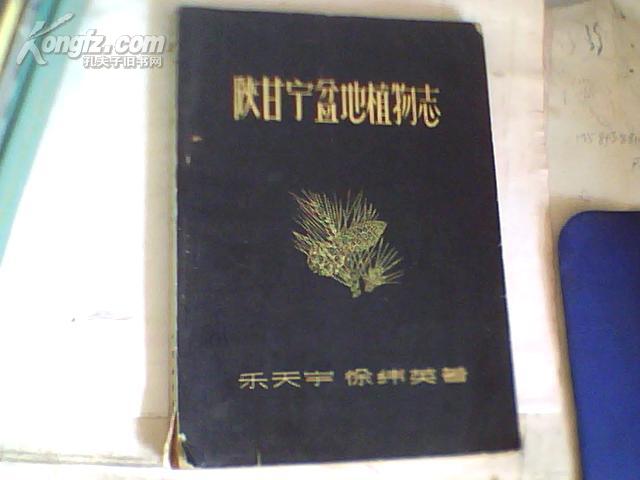 Kongfz.com
孔夫子旧书网
陕甘宁盆地植物志
乐天宇 徐纬英著